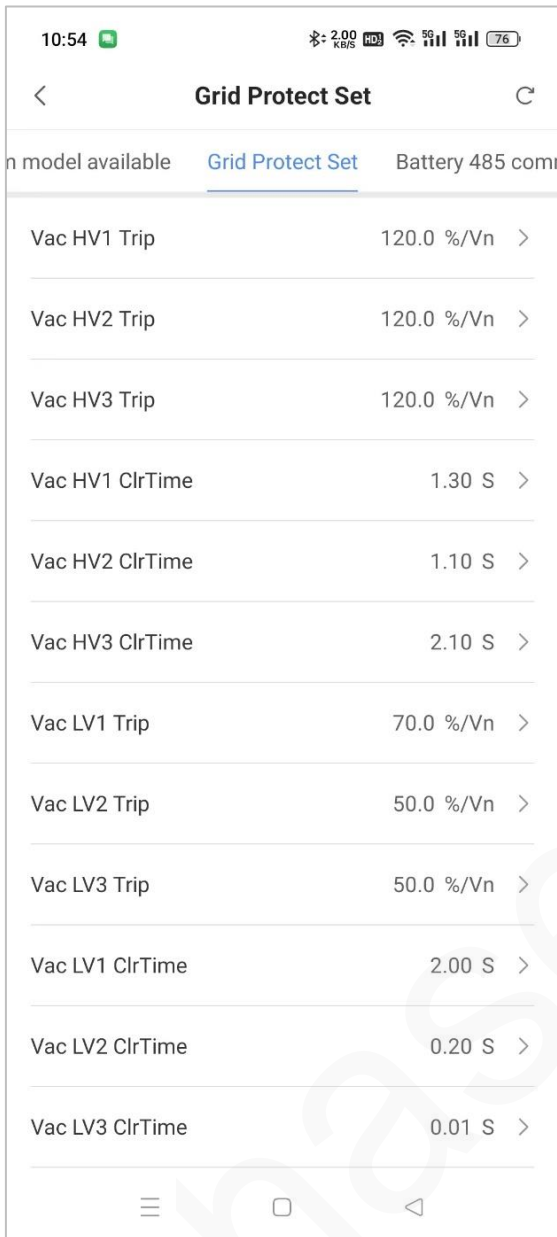 10:54 2.00 KB/S HD2 5G 5G 76
Grid Protect Set
m model available Grid Protect Set Battery 485 comm
Vac HV1 Trip 120.0 %/Vn
Vac HV2 Trip 120.0 %/Vn
Vac HV3 Trip 120.0 %/Vn
Vac HV1 ClrTime 1.30 S
Vac HV2 ClrTime 1.10 S
Vac HV3 ClrTime 2.10 S
Vac LV1 Trip 70.0 %/Vn
Vac LV2 Trip 50.0 %/Vn
Vac LV3 Trip 50.0 %/Vn
Vac LV1 ClrTime 2.00 S
Vac LV2 ClrTime 0.20 S
Vac LV3 ClrTime 0.01 S